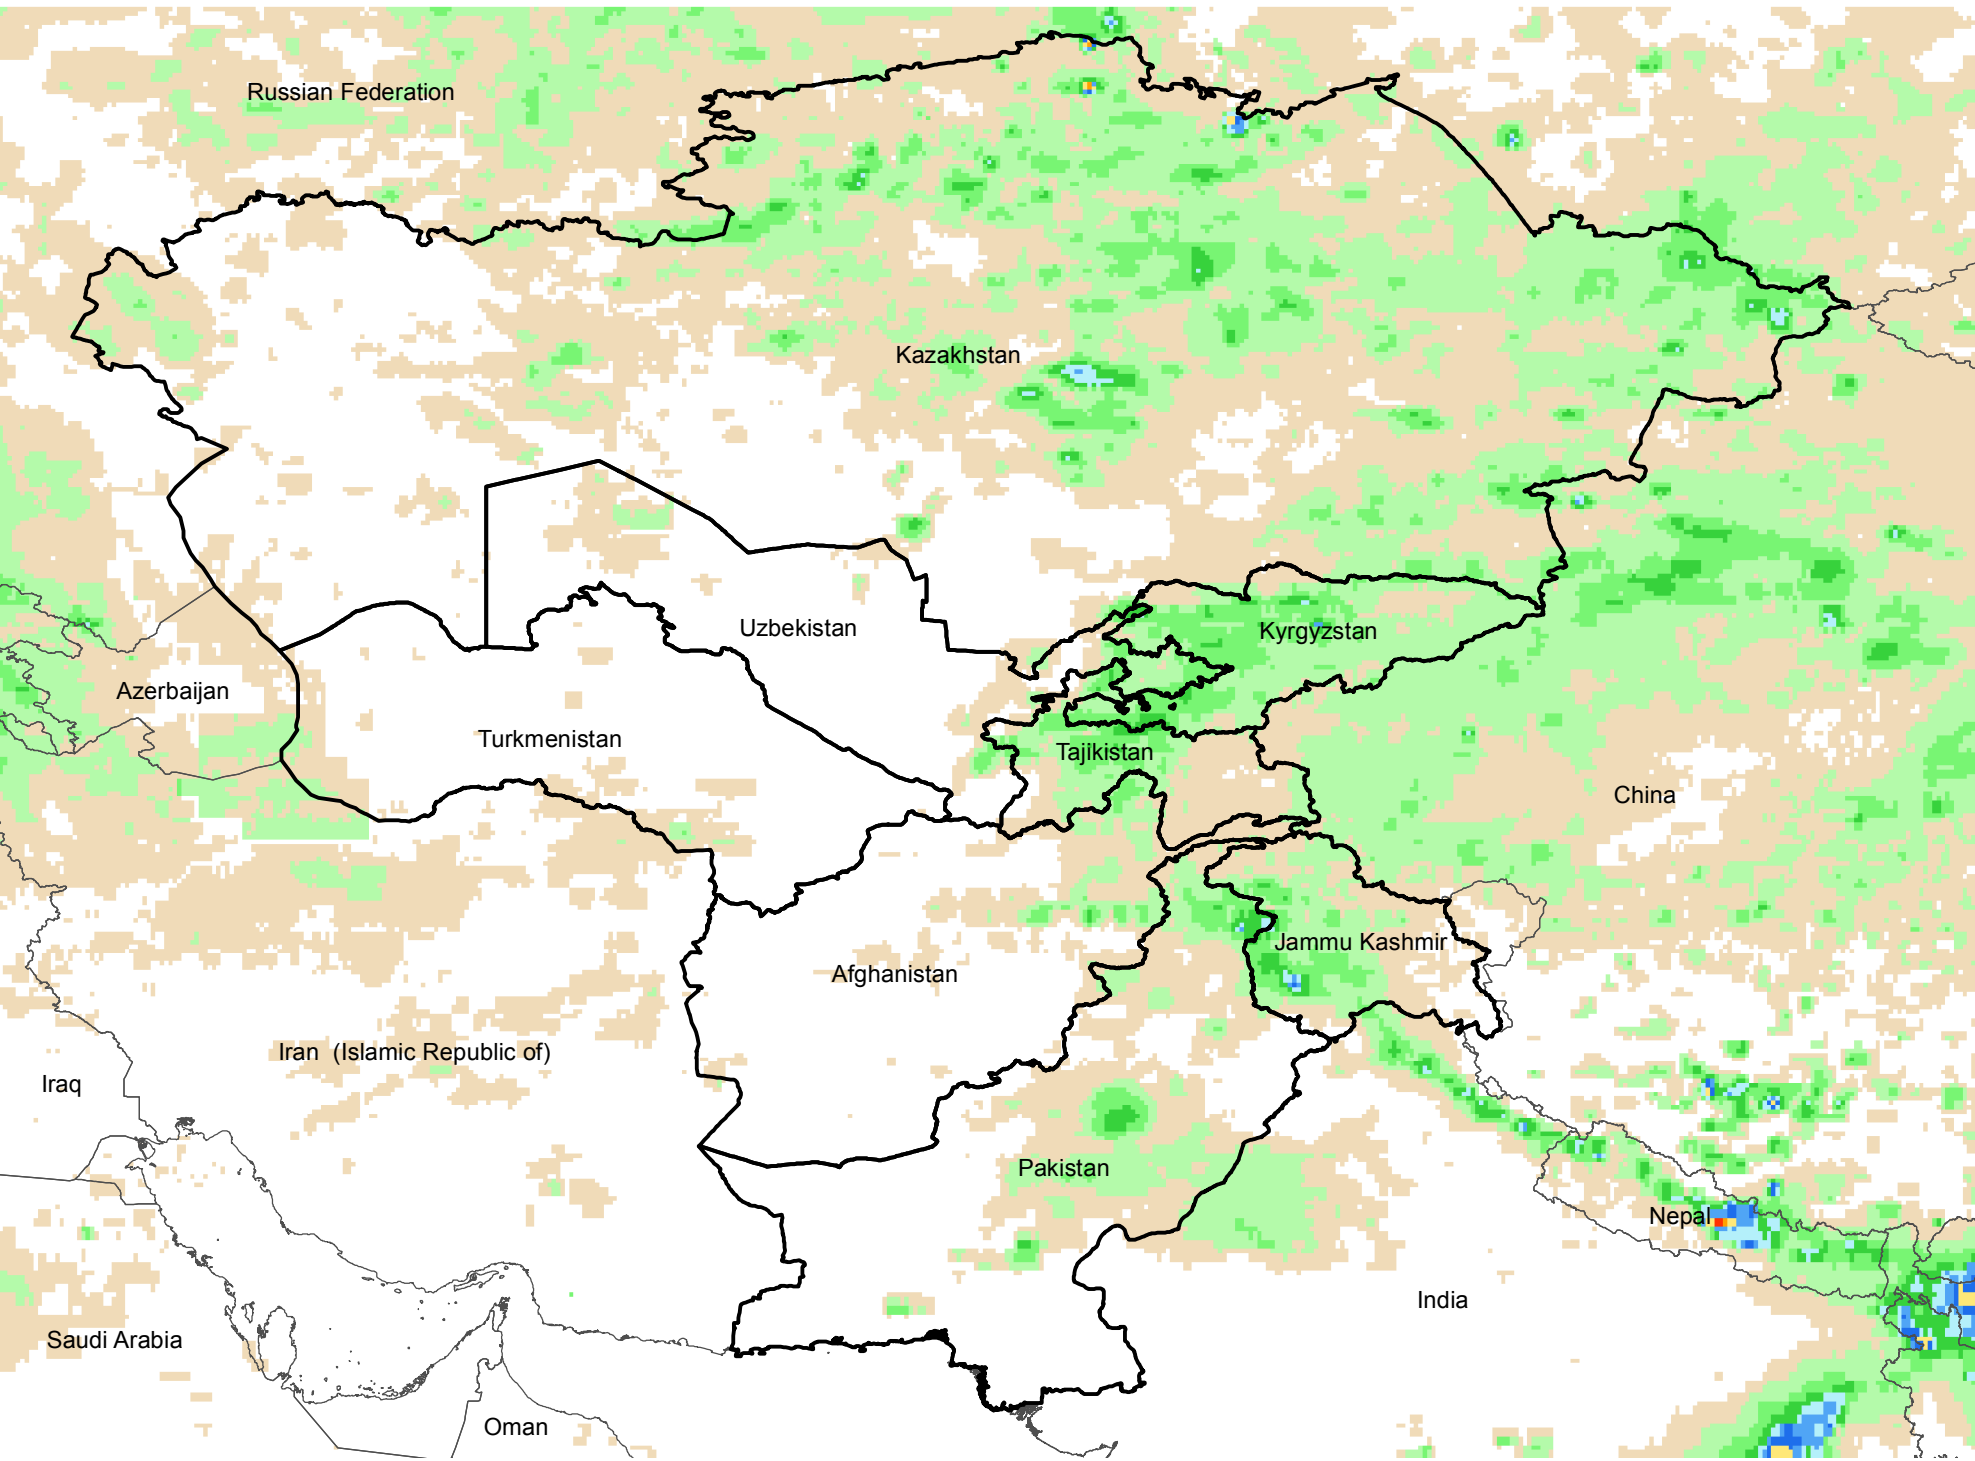 Russian Federation
Kazakhstan
Uzbekistan
Kyrgyzstan
Azerbaijan
Turkmenistan
Tajikistan
China
Jammu Kashmir
Afghanistan
Iran  (Islamic Republic of)
Iraq
Pakistan
Nepal
India
Saudi Arabia
Oman